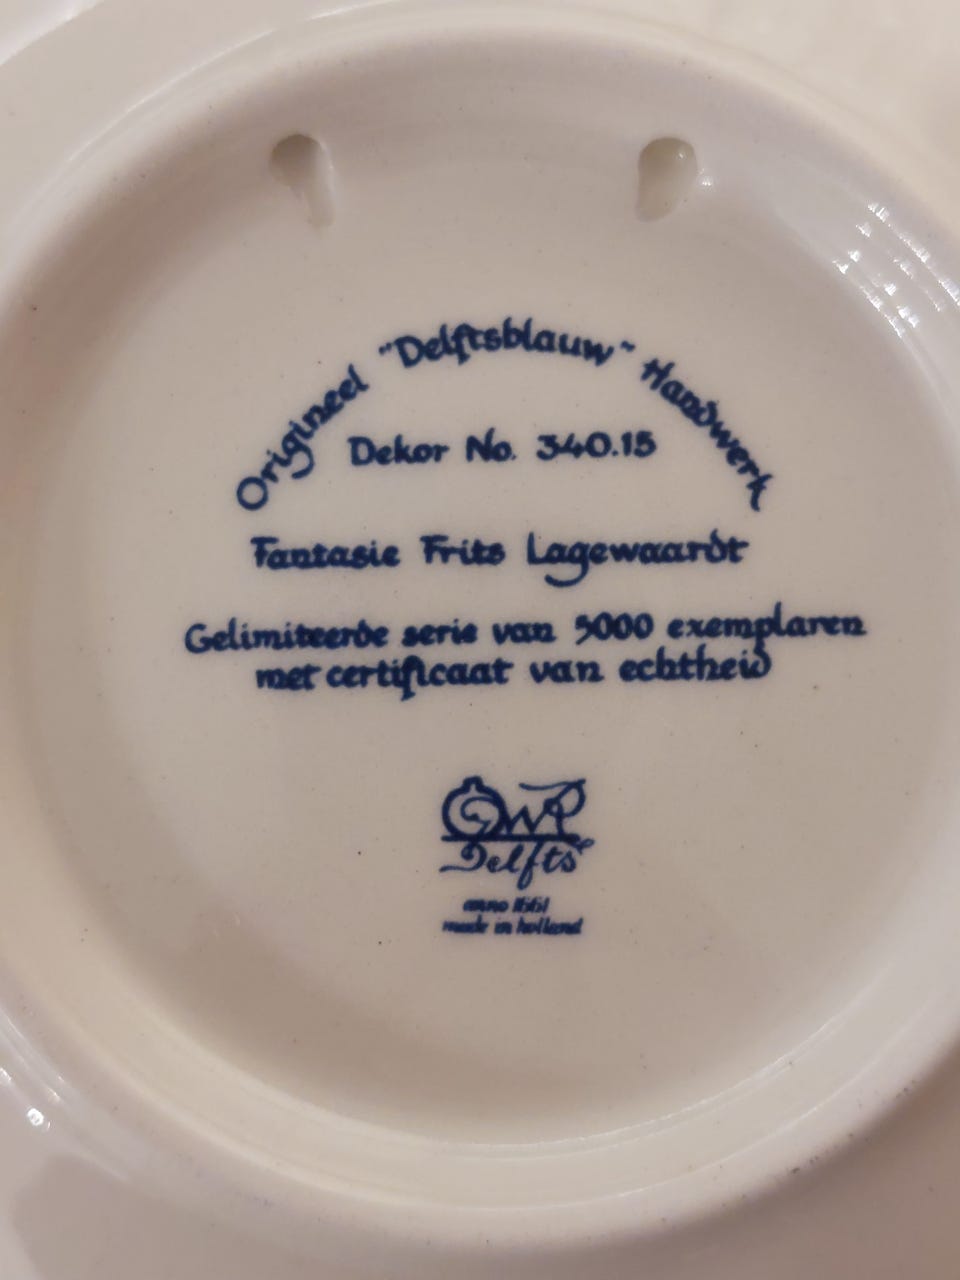 Origineel "Delftsblauw" Handwerk
Dekor No. 340.15
Fantasie Frits Lagewaardt
Gelimiteerde serie van 5000 exemplaren
met certificaat van echtheid
Delfts
anno 1661
made in holland